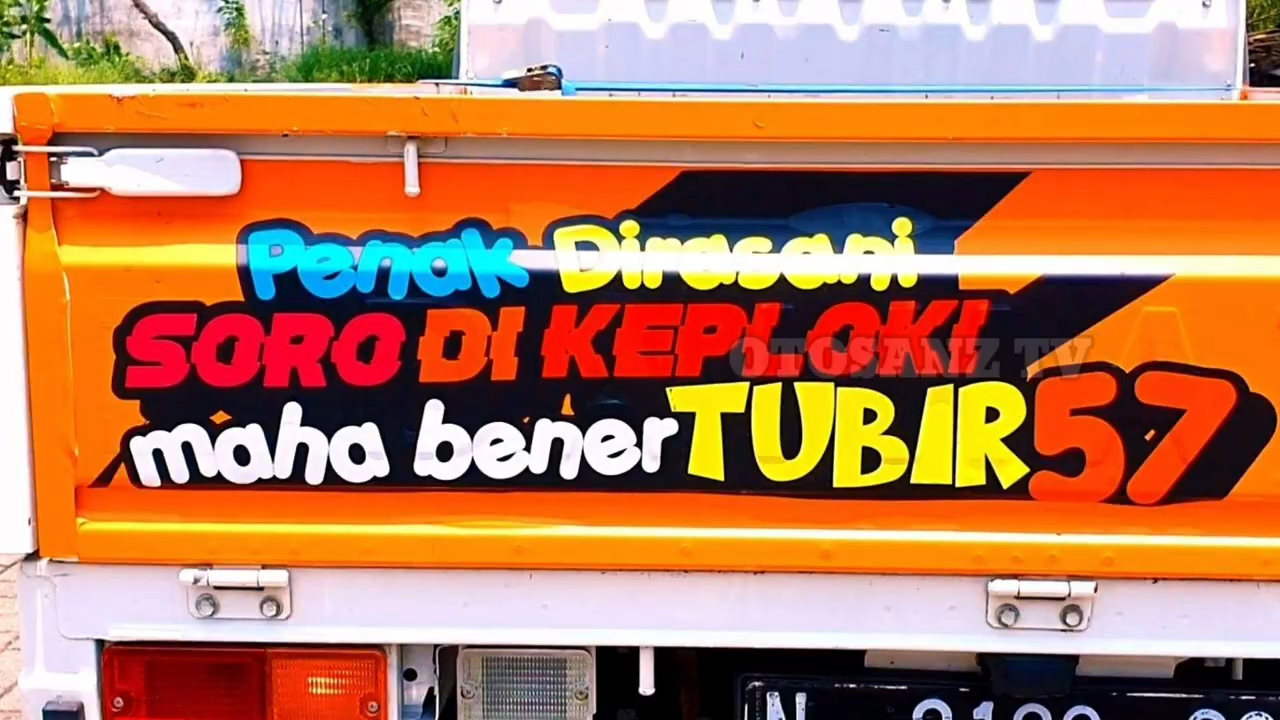 Penak Dirasani
SORO DI KEPLOKI
maha bener TUBIR 57
OTOSANZ TV